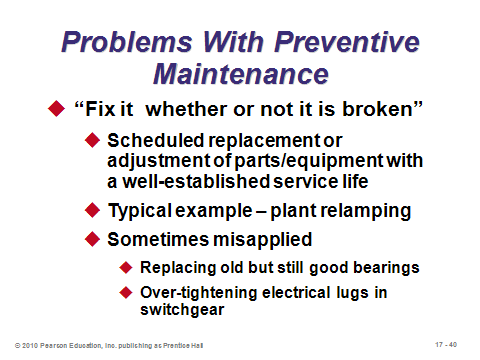 Problems With Preventive
Maintenance
“Fix it whether or not it is broken”
Scheduled replacement or
adjustment of parts/equipment with
a well-established service life
Typical example – plant relamping
Sometimes misapplied
Replacing old but still good bearings
Over-tightening electrical lugs in
switchgear
© 2010 Pearson Education, Inc. publishing as Prentice Hall
17 - 40